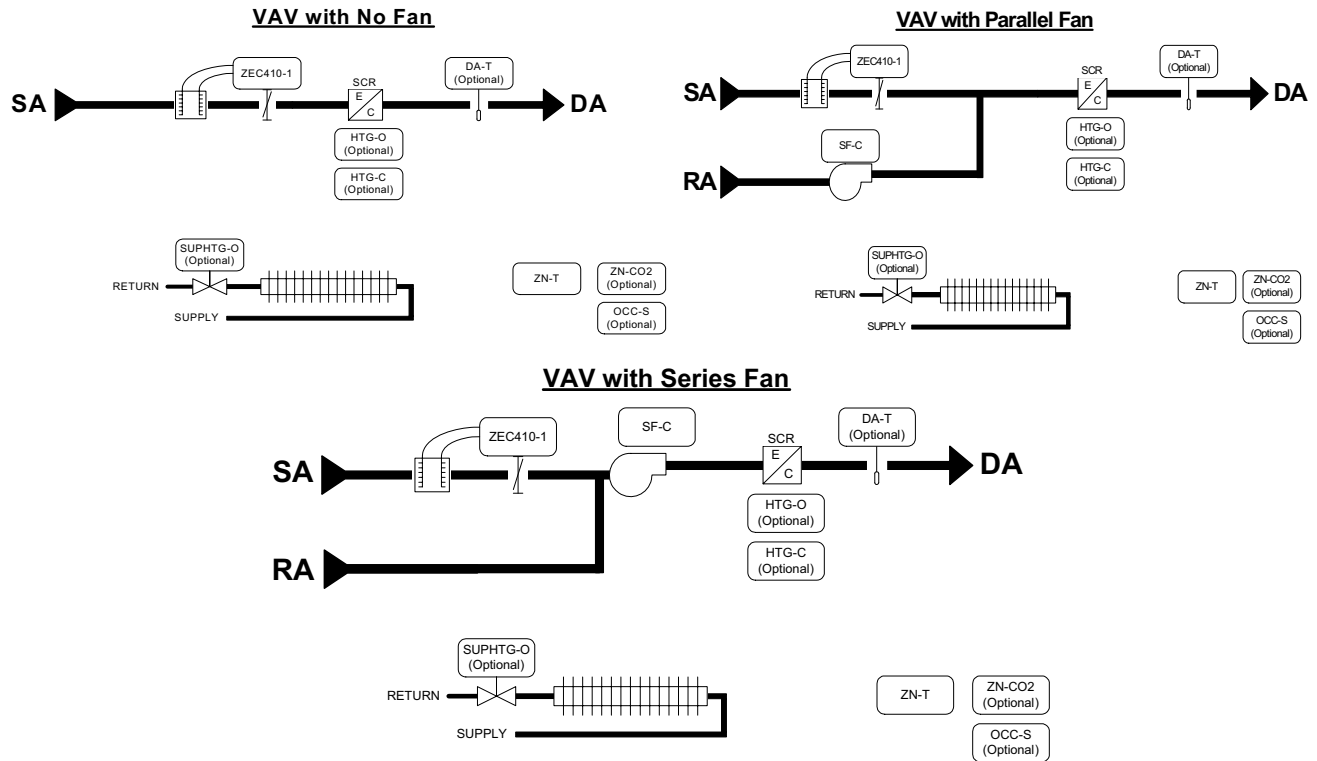 VAV with No Fan
ZEC410-1
SCR
DA-T
(Optional)
SA
E
C
DA
HTG-O
(Optional)
HTG-C
(Optional)
SUPHTG-O
(Optional)
RETURN
SUPPLY
ZN-T
ZN-CO2
(Optional)
OCC-S
(Optional)
VAV with Parallel Fan
ZEC410-1
SCR
DA-T
(Optional)
SA
E
C
DA
HTG-O
(Optional)
SF-C
HTG-C
(Optional)
RA
SUPHTG-O
(Optional)
RETURN
SUPPLY
ZN-T
ZN-CO2
(Optional)
OCC-S
(Optional)
VAV with Series Fan
ZEC410-1
SF-C
SCR
DA-T
(Optional)
SA
E
C
DA
HTG-O
(Optional)
HTG-C
(Optional)
RA
SUPHTG-O
(Optional)
RETURN
SUPPLY
ZN-T
ZN-CO2
(Optional)
OCC-S
(Optional)